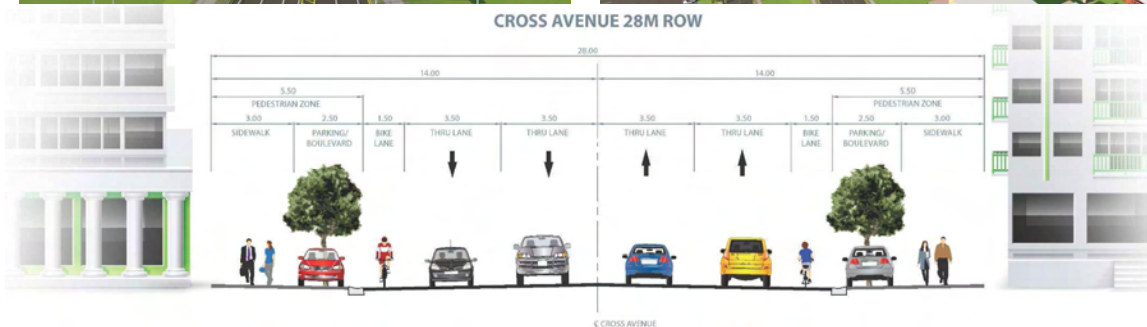 CROSS AVENUE 28M ROW
28.00
14.00 14.00
5.50 5.50
PEDESTRIAN ZONE PEDESTRIAN ZONE
3.00 2.50 1.50 3.50 3.50 3.50 3.50 1.50 2.50 3.00
SIDEWALK PARKING/ BIKE THRU LANE THRU LANE THRU LANE THRU LANE BIKE PARKING/ SIDEWALK
BOULEVARD LANE LANE BOULEVARD
℄ CROSS AVENUE